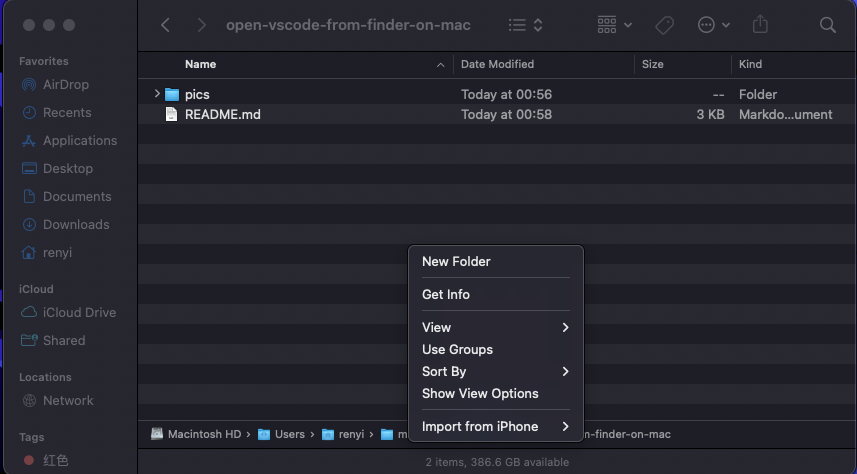 open-vscode-from-finder-on-mac
Favorites
AirDrop
Recents
Applications
Desktop
Documents
Downloads
renyi
iCloud
iCloud Drive
Shared
Locations
Network
Tags
红色
Name Date Modified Size Kind
pics Today at 00:56 -- Folder
README.md Today at 00:58 3 KB Markdo...ument
New Folder
Get Info
View
Use Groups
Sort By
Show View Options
Import from iPhone
Macintosh HD › Users › renyi › m n-finder-on-mac
2 items, 386.6 GB available